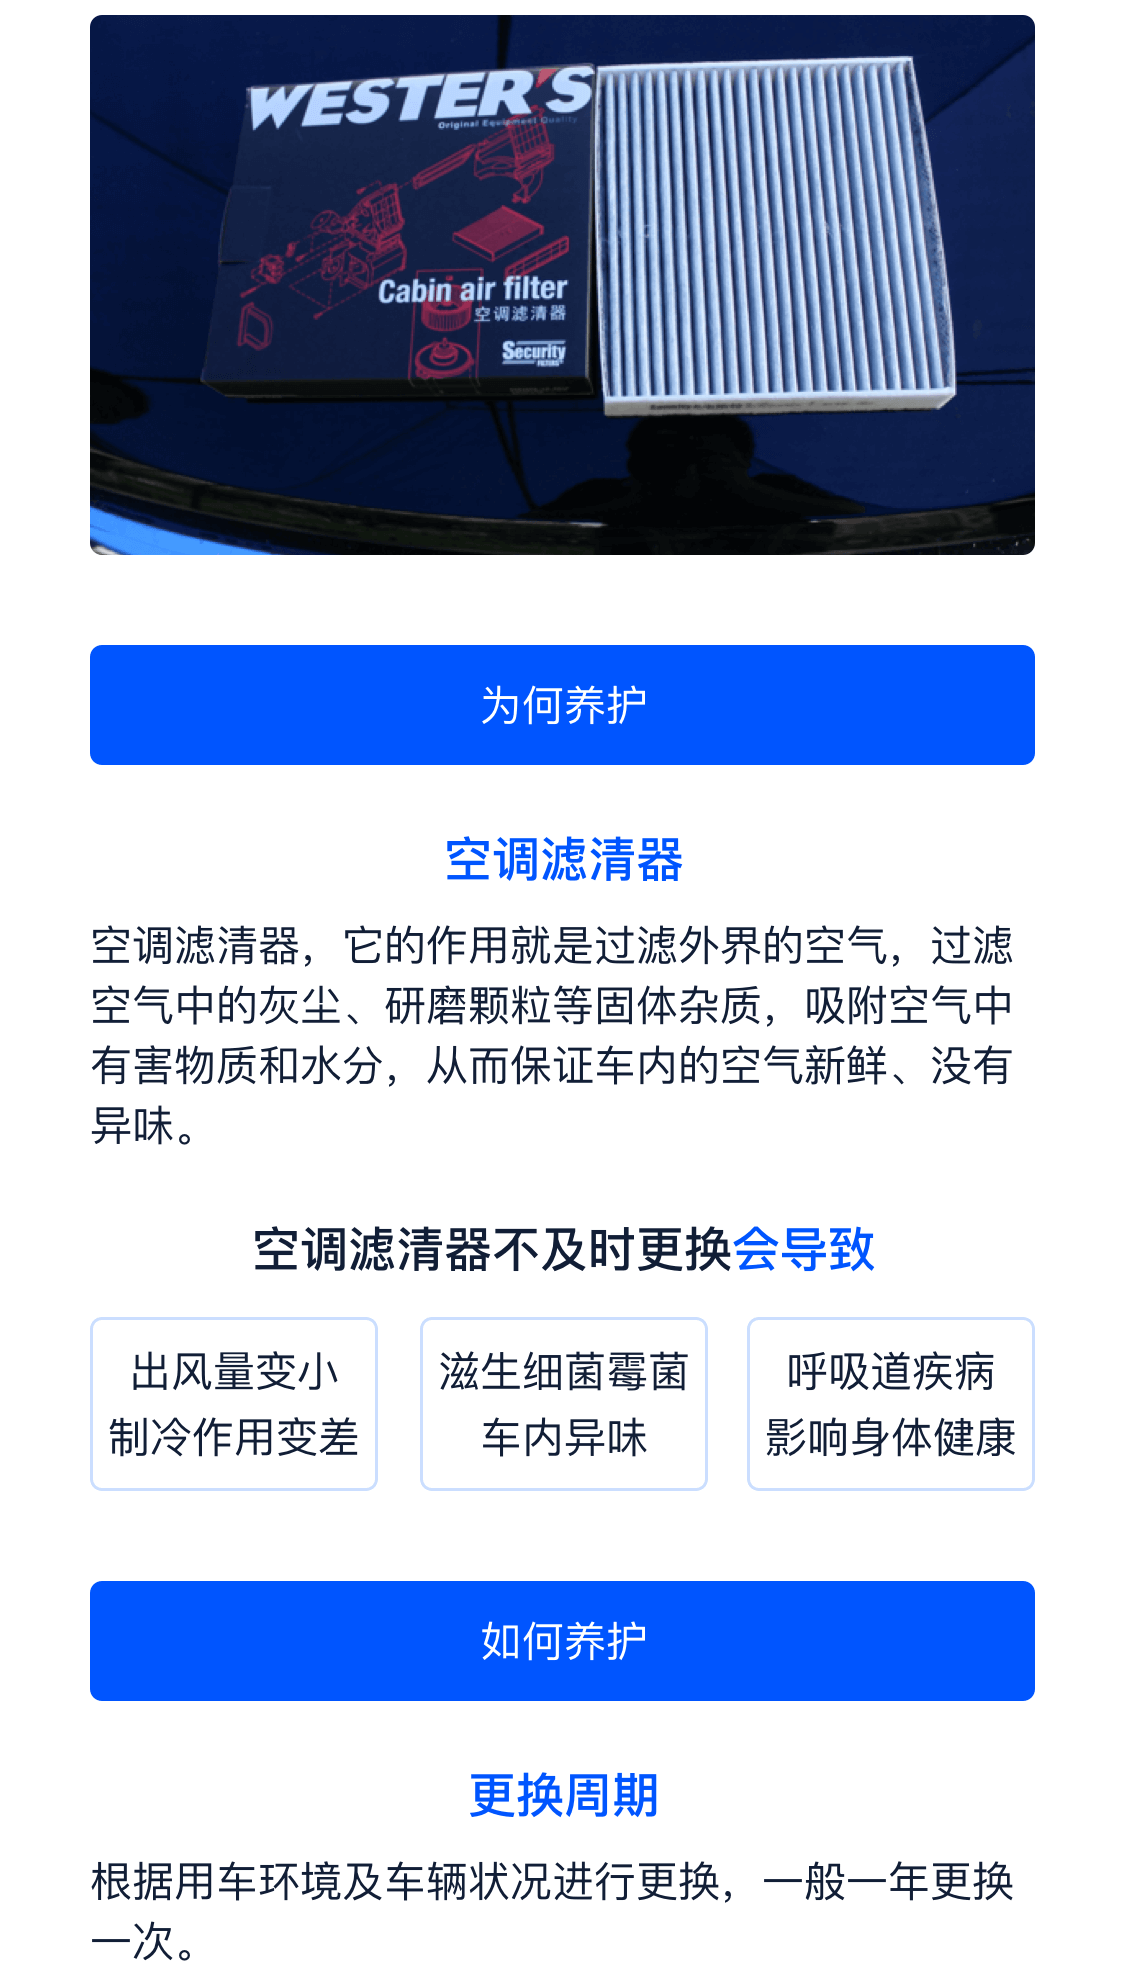 WESTER'S
Original Equipment Quality
Cabin air filter
空调滤清器
Security
FILTERS
为何养护
空调滤清器
空调滤清器，它的作用就是过滤外界的空气，过滤
空气中的灰尘、研磨颗粒等固体杂质，吸附空气中
有害物质和水分，从而保证车内的空气新鲜、没有
异味。
空调滤清器不及时更换会导致
出风量变小
制冷作用变差
滋生细菌霉菌
车内异味
呼吸道疾病
影响身体健康
如何养护
更换周期
根据用车环境及车辆状况进行更换，一般一年更换
一次。